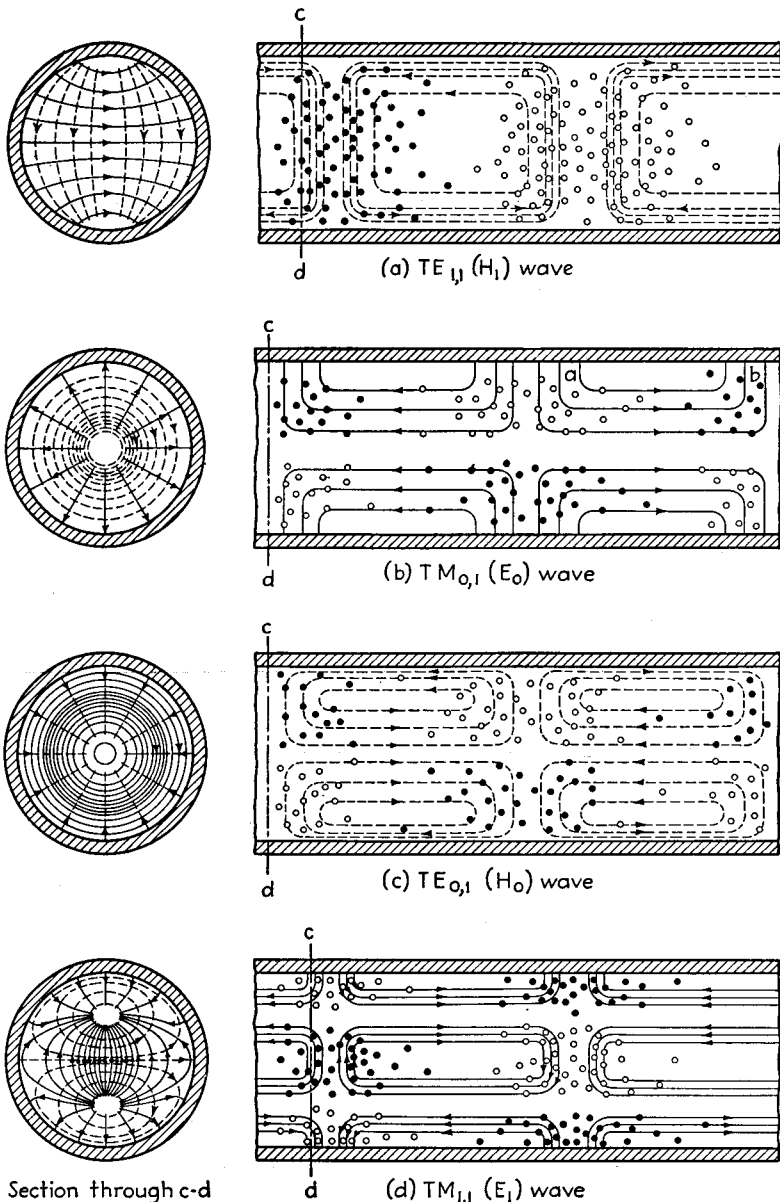 c
d
(a) TE1,1 (H1) wave
c
a b
d
(b) TM0,1 (E0) wave
c
d
(c) TE0,1 (H0) wave
c
d
Section through c-d
(d) TM1,1 (E1) wave